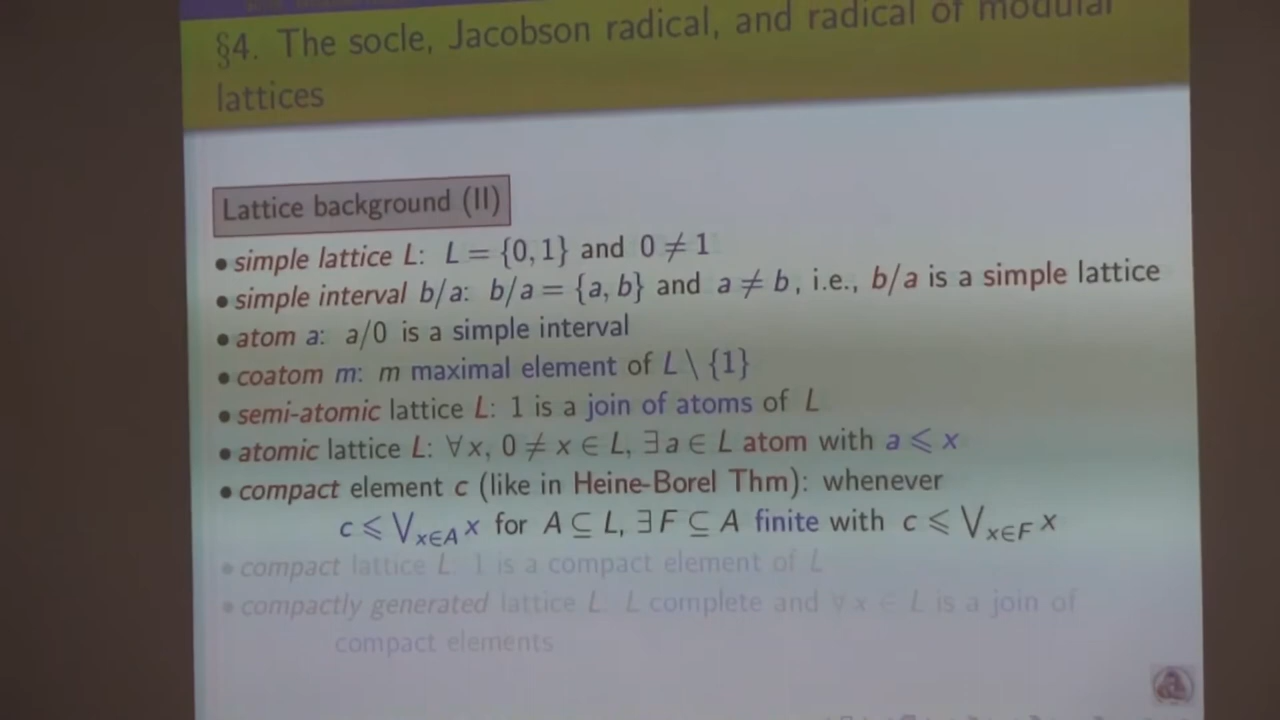 §4. The socle, Jacobson radical, and radical of modular
lattices
Lattice background (II)
• simple lattice L: L = {0, 1} and 0 ≠ 1
• simple interval b/a: b/a = {a, b} and a ≠ b, i.e., b/a is a simple lattice
• atom a: a/0 is a simple interval
• coatom m: m maximal element of L \ {1}
• semi-atomic lattice L: 1 is a join of atoms of L
• atomic lattice L: ∀ x, 0 ≠ x ∈ L, ∃ a ∈ L atom with a ⩽ x
• compact element c (like in Heine-Borel Thm): whenever
c ⩽ ⋁x∈A x for A ⊆ L, ∃ F ⊆ A finite with c ⩽ ⋁x∈F x
• compact lattice L: 1 is a compact element of L
• compactly generated lattice L: L complete and ∀ x ∈ L is a join of
compact elements